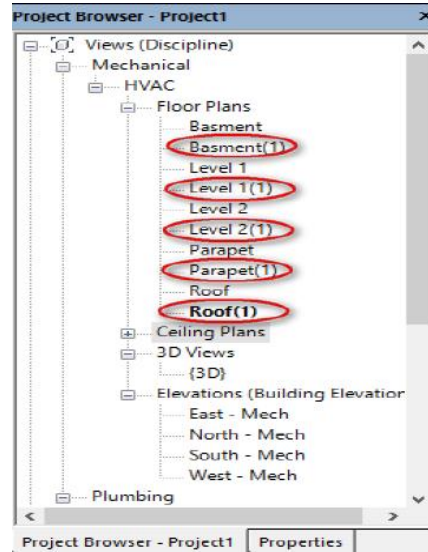 Project Browser - Project1
Views (Discipline)
Mechanical
HVAC
Floor Plans
Basment
Basment(1)
Level 1
Level 1(1)
Level 2
Level 2(1)
Parapet
Parapet(1)
Roof
Roof(1)
Ceiling Plans
3D Views
{3D}
Elevations (Building Elevation
East - Mech
North - Mech
South - Mech
West - Mech
Plumbing
Project Browser - Project1 Properties